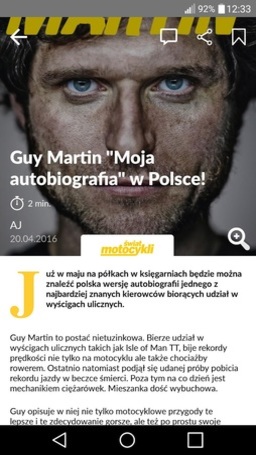 92% 12:33
MARTIN
Guy Martin "Moja
autobiografia" w Polsce!
2 min.
AJ
20.04.2016
świat
motocykli
Już w maju na półkach w księgarniach będzie można
znaleźć polska wersję autobiografii jednego z
najbardziej znanych kierowców biorących udział w
wyścigach ulicznych.
Guy Martin to postać nietuzinkowa. Bierze udział w
wyścigach ulicznych takich jak Isle of Man TT, bije rekordy
prędkości nie tylko na motocyklu ale także chociażby
rowerem. Ostatnio natomiast podjął się udanej próby pobicia
rekordu jazdy w beczce śmierci. Poza tym na co dzień jest
mechanikiem ciężarówek. Mieszanka dość wybuchowa.
Guy opisuje w niej nie tylko motocyklowe przygody te
lepsze i te zdecydowanie gorsze, ale też po prostu swoje